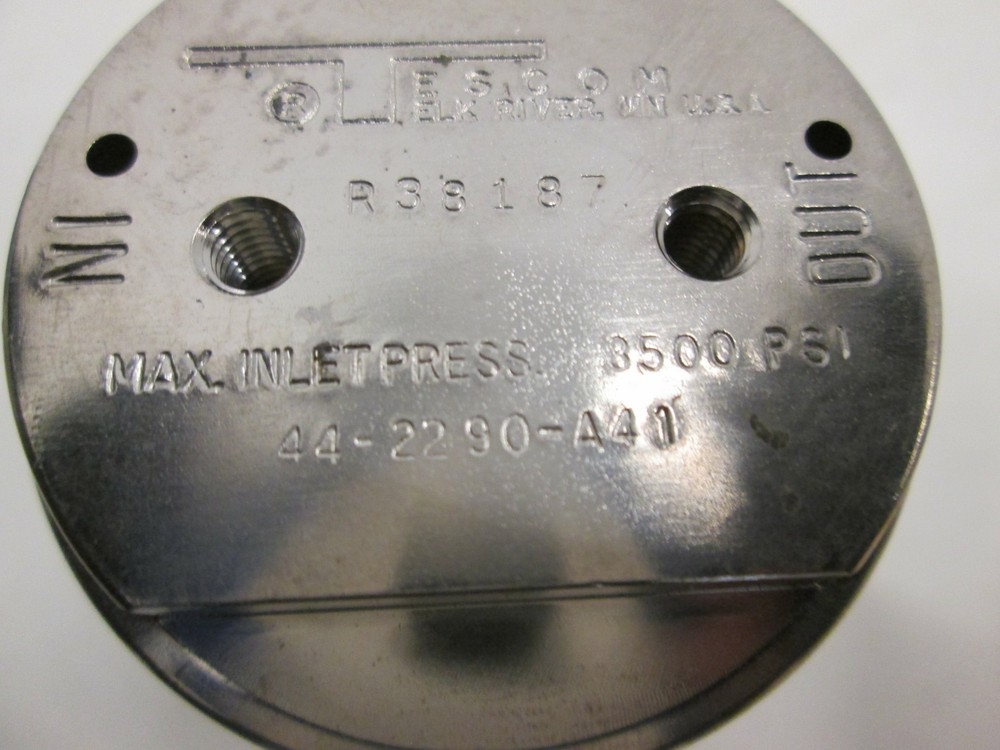 ® TESCOM
ELK RIVER, MN U.S.A.
R38187
IN
OUT
MAX. INLET PRESS. 3500 PSI
44-2290-A41